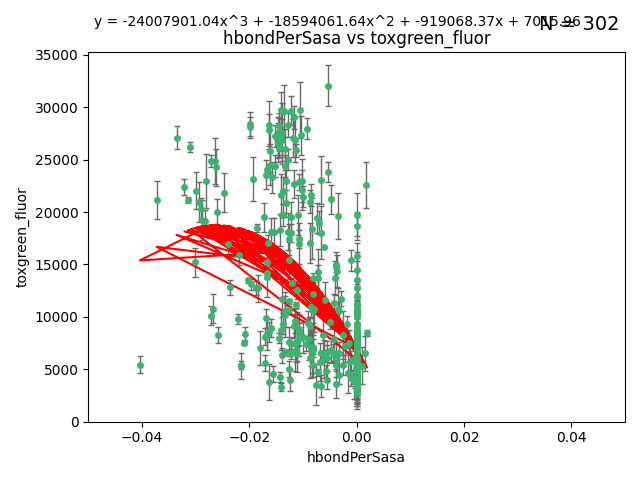 y = -24007901.04x^3 + -18594061.64x^2 + -919068.37x + 7055.96
N = 302
hbondPerSasa vs toxgreen_fluor
35000
30000
25000
20000
15000
10000
5000
0
toxgreen_fluor
−0.04
−0.02
0.00
0.02
0.04
hbondPerSasa